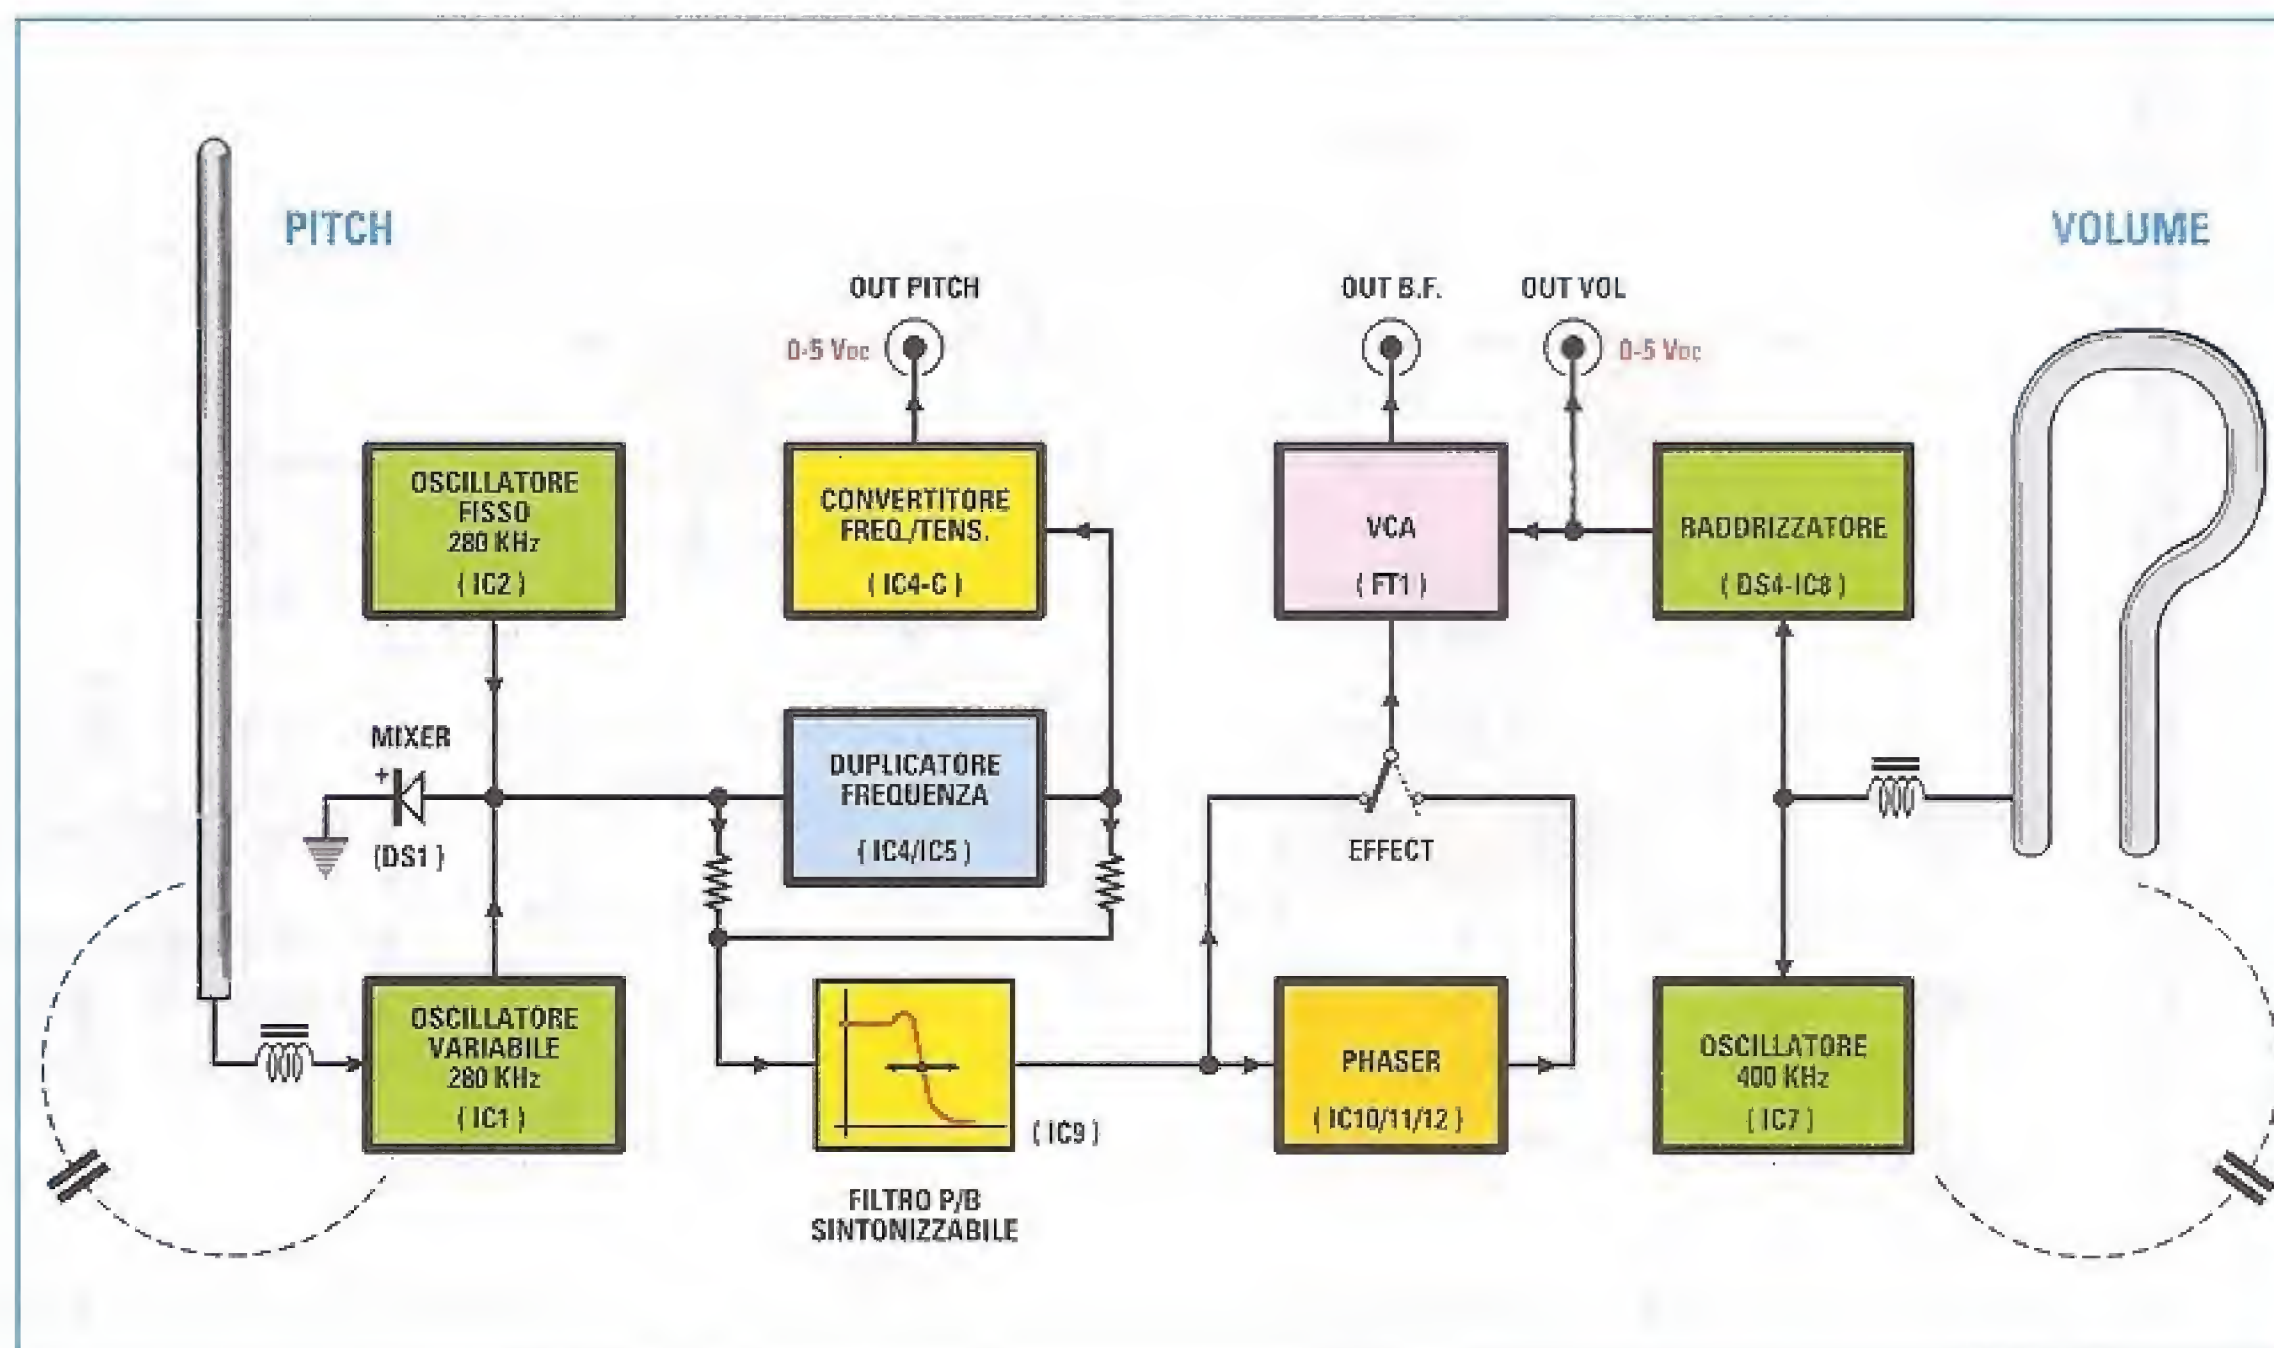 PITCH
VOLUME
OUT PITCH
0-5 VDC
OUT B.F.
OUT VOL
0-5 VDC
OSCILLATORE
FISSO
280 KHz
( IC2 )
CONVERTITORE
FREQ./TENS.
( IC4-C )
VCA
( FT1 )
RADDRIZZATORE
( DS4-IC8 )
MIXER
+
(DS1 )
DUPLICATORE
FREQUENZA
( IC4/IC5 )
EFFECT
OSCILLATORE
VARIABILE
280 KHz
( IC1 )
( IC9 )
FILTRO P/B
SINTONIZZABILE
PHASER
( IC10/11/12 )
OSCILLATORE
400 KHz
( IC7 )